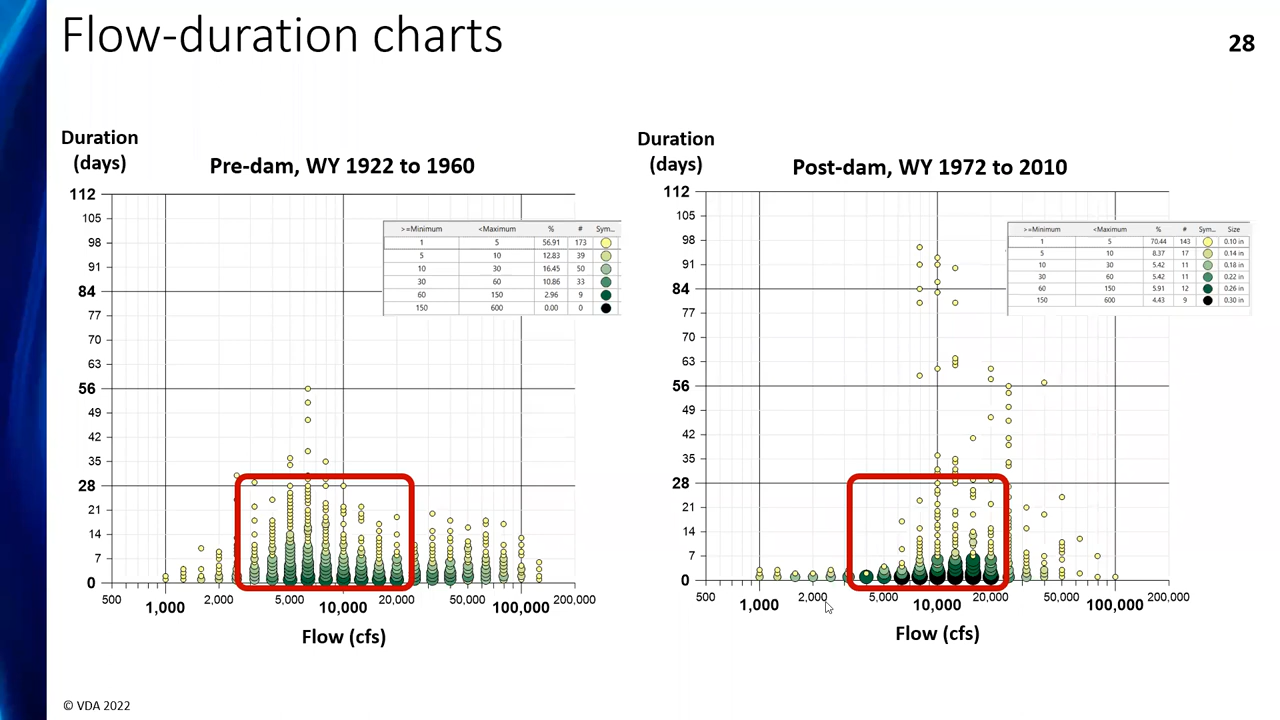 Flow-duration charts
28
Duration
(days)
Pre-dam, WY 1922 to 1960
112
105
98
91
84
77
70
63
56
49
42
35
28
21
14
7
0
>=Minimum <Maximum % # Sym...
1 5 56.91 173
5 10 12.83 39
10 30 16.45 50
30 60 10.86 33
60 150 2.96 9
150 600 0.00 0
500 1,000 2,000 5,000 10,000 20,000 50,000 100,000 200,000
Flow (cfs)
Duration
(days)
Post-dam, WY 1972 to 2010
112
105
98
91
84
77
70
63
56
49
42
35
28
21
14
7
0
>=Minimum <Maximum % # Sym... Size
1 5 70.44 143 0.10 in
5 10 8.37 17 0.14 in
10 30 5.42 11 0.18 in
30 60 5.42 11 0.22 in
60 150 5.91 12 0.26 in
150 600 4.43 9 0.30 in
500 1,000 2,000 5,000 10,000 20,000 50,000 100,000 200,000
Flow (cfs)
© VDA 2022